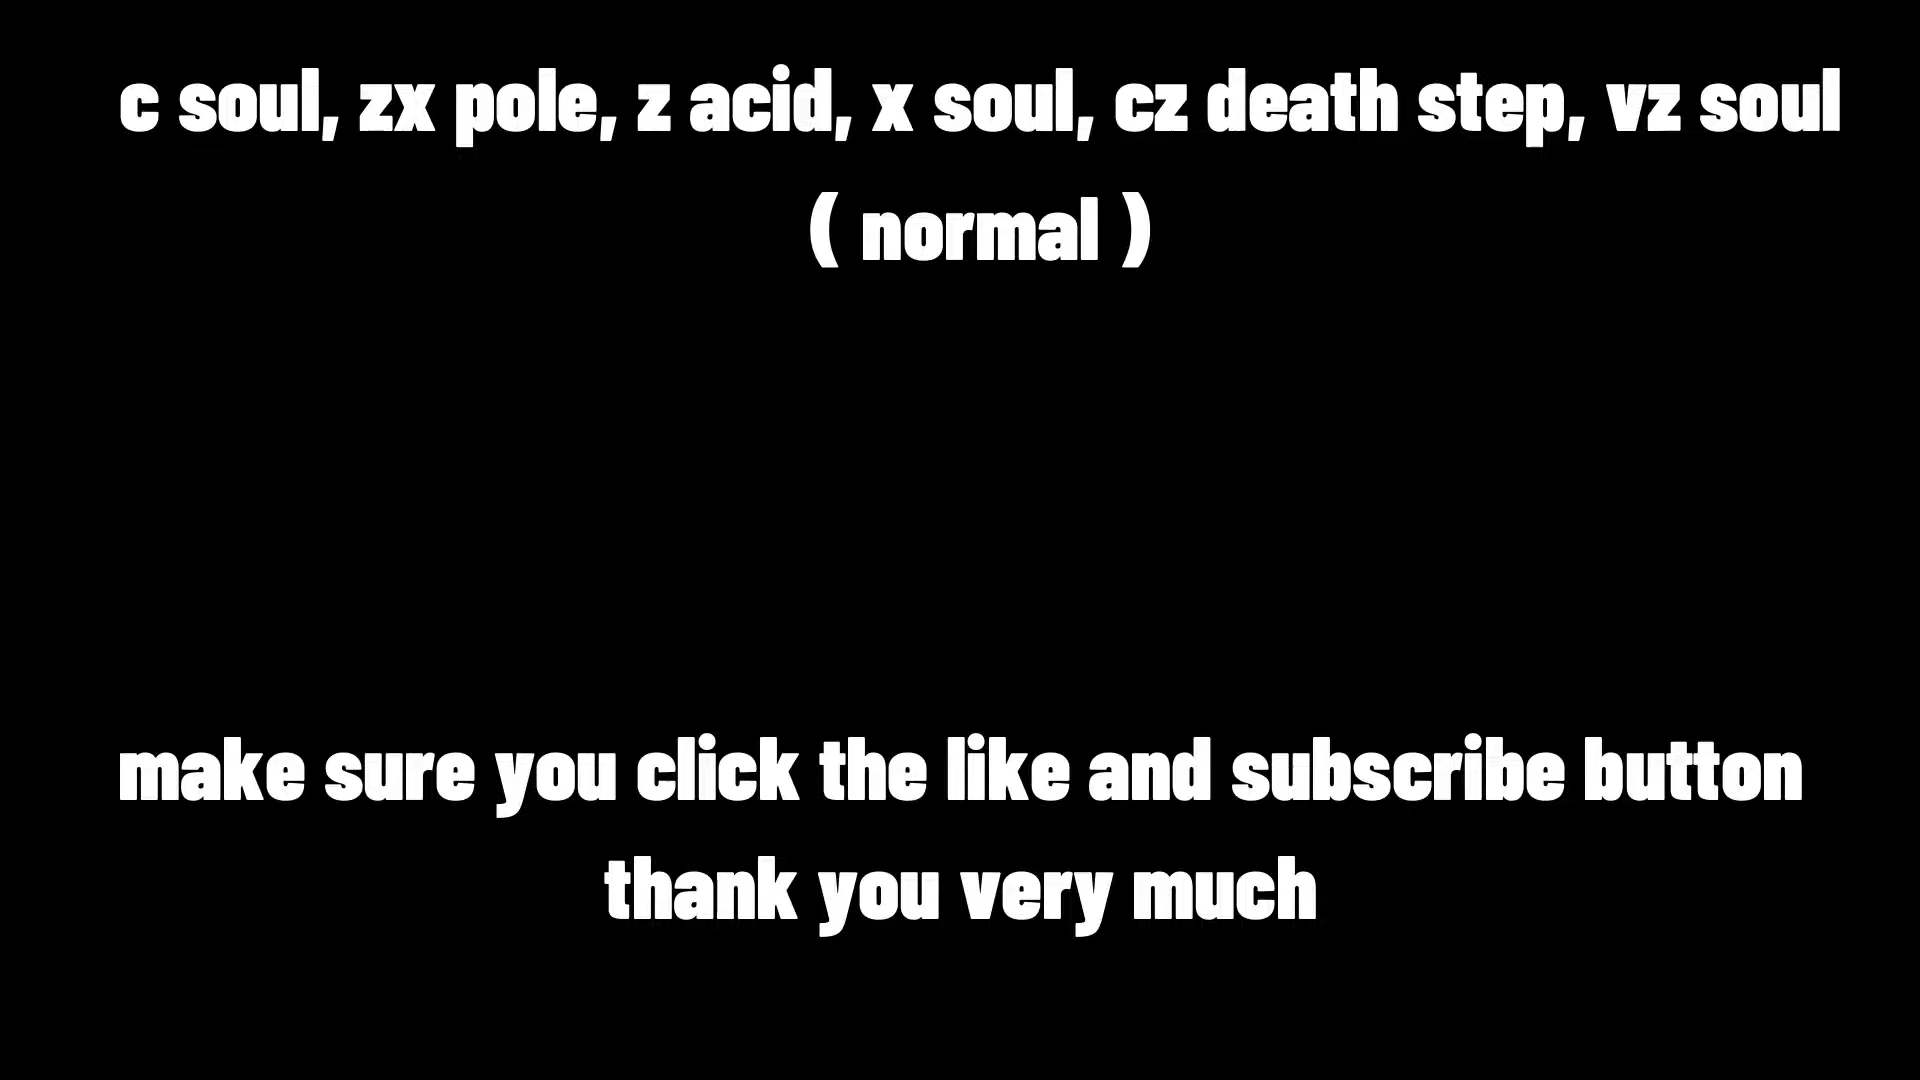 c soul, zx pole, z acid, x soul, cz death step, vz soul
( normal )
make sure you click the like and subscribe button
thank you very much